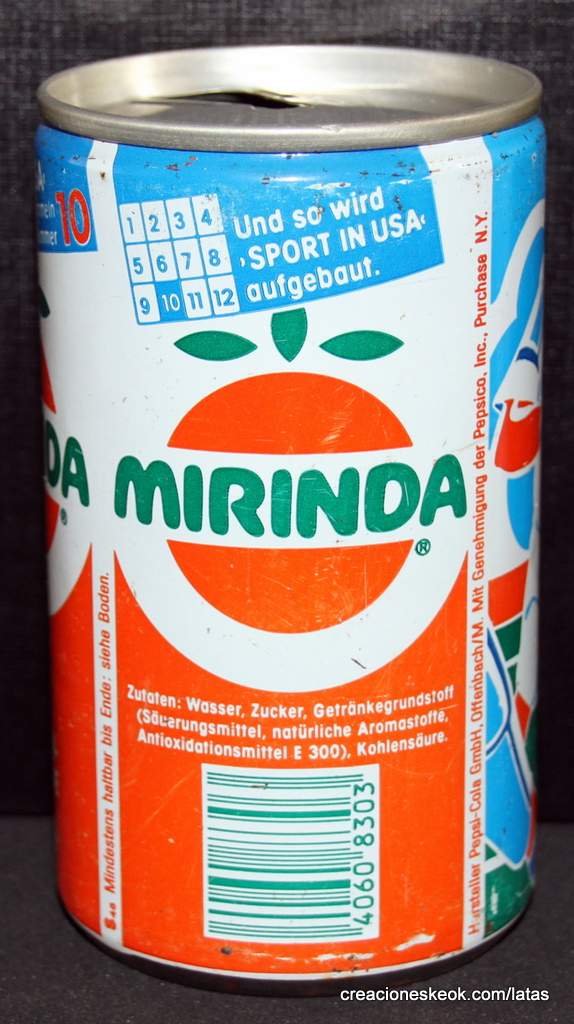 10
1 2 3 4
5 6 7 8
9 10 11 12
Und so wird
›SPORT IN USA‹
aufgebaut.
DA
®
MIRINDA
®
Zutaten: Wasser, Zucker, Getränkegrundstoff
(Säuerungsmittel, natürliche Aromastoffe,
Antioxidationsmittel E 300), Kohlensäure.
4060 8303
Mindestens haltbar bis Ende: siehe Boden.
Hersteller Pepsi-Cola GmbH, Offenbach/M. Mit Genehmigung der Pepsico, Inc., Purchase N.Y.
creacioneskeok.com/latas